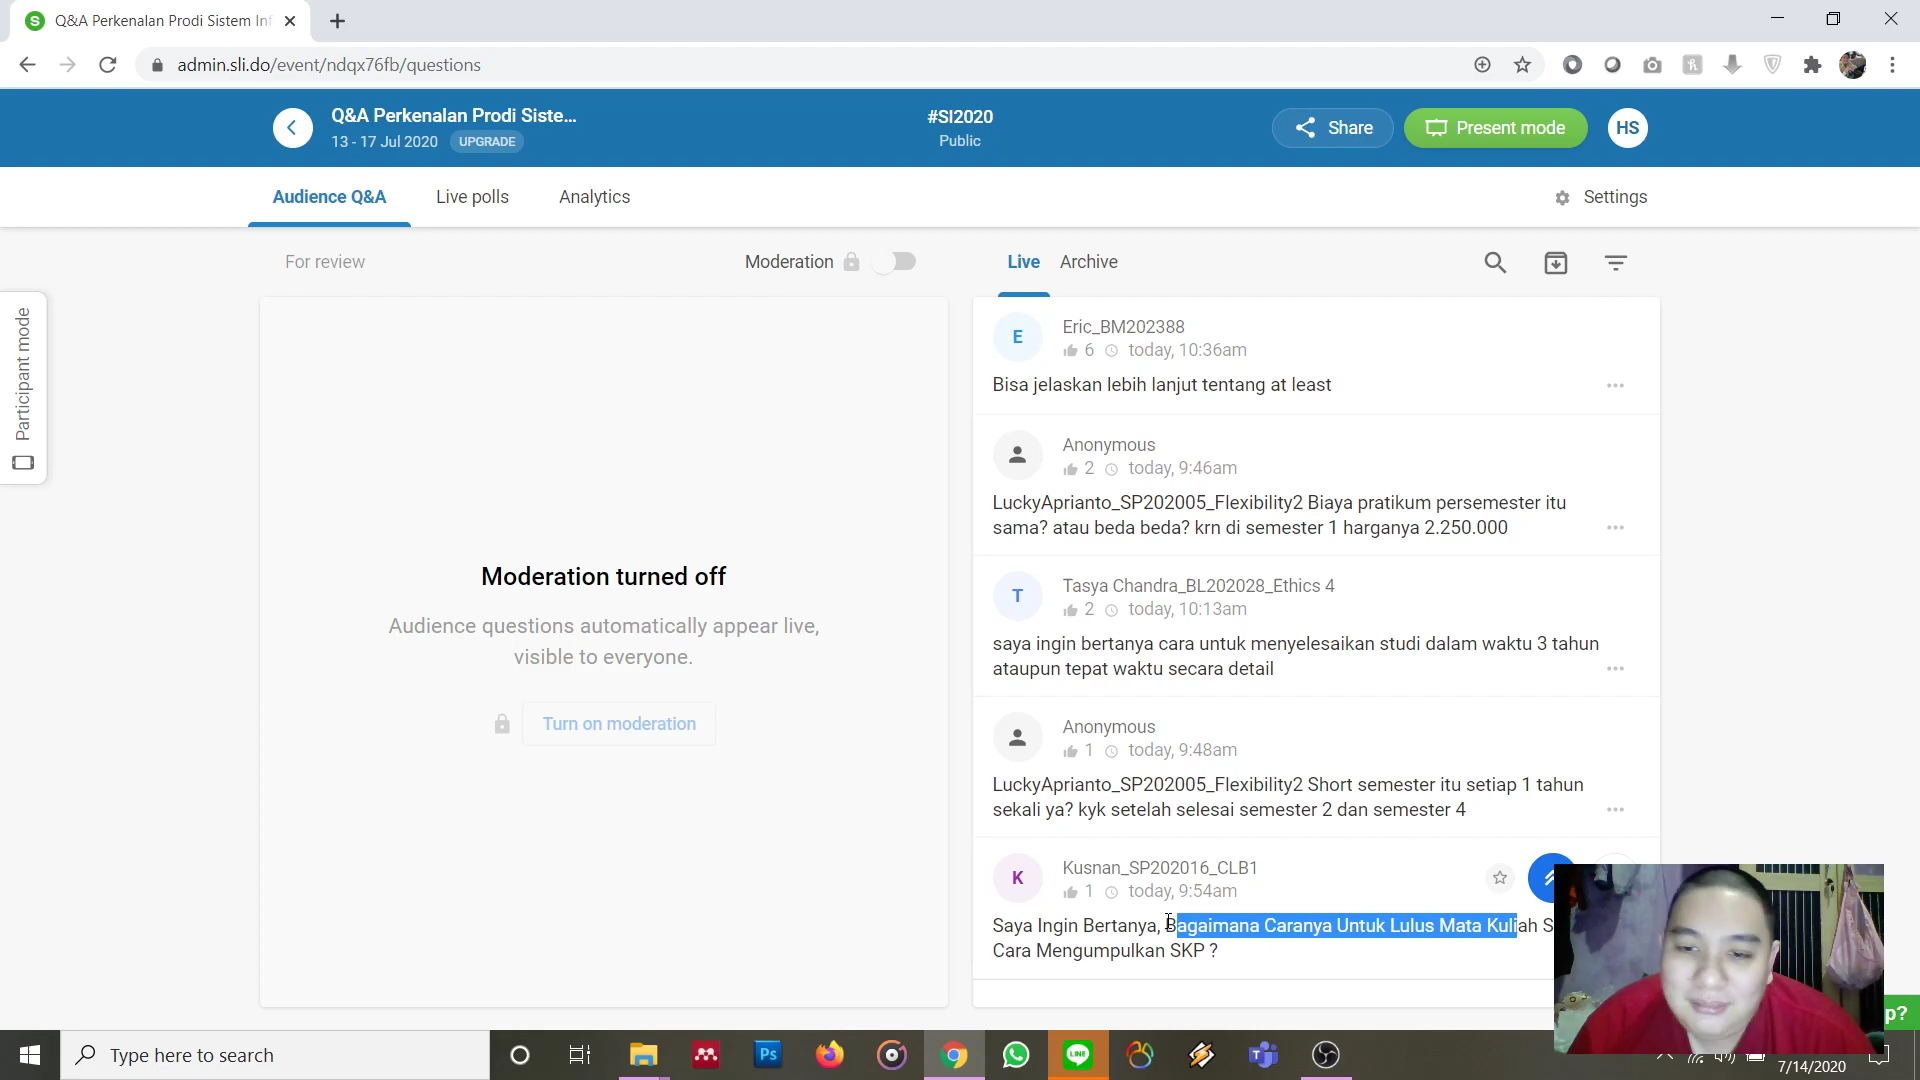 Q&A Perkenalan Prodi Sistem Inf
admin.sli.do/event/ndqx76fb/questions
Q&A Perkenalan Prodi Siste...
13 - 17 Jul 2020 UPGRADE
#SI2020
Public
Share
Present mode
HS
Audience Q&A
Live polls
Analytics
Settings
Participant mode
For review
Moderation
Moderation turned off
Audience questions automatically appear live,
visible to everyone.
Turn on moderation
Live
Archive
E
Eric_BM202388
6 today, 10:36am
Bisa jelaskan lebih lanjut tentang at least
Anonymous
2 today, 9:46am
LuckyAprianto_SP202005_Flexibility2 Biaya pratikum persemester itu
sama? atau beda beda? krn di semester 1 harganya 2.250.000
T
Tasya Chandra_BL202028_Ethics 4
2 today, 10:13am
saya ingin bertanya cara untuk menyelesaikan studi dalam waktu 3 tahun
ataupun tepat waktu secara detail
Anonymous
1 today, 9:48am
LuckyAprianto_SP202005_Flexibility2 Short semester itu setiap 1 tahun
sekali ya? kyk setelah selesai semester 2 dan semester 4
K
Kusnan_SP202016_CLB1
1 today, 9:54am
Saya Ingin Bertanya, Bagaimana Caranya Untuk Lulus Mata Kuliah S
Cara Mengumpulkan SKP ?
p?
Type here to search
Ps
LINE
7/14/2020